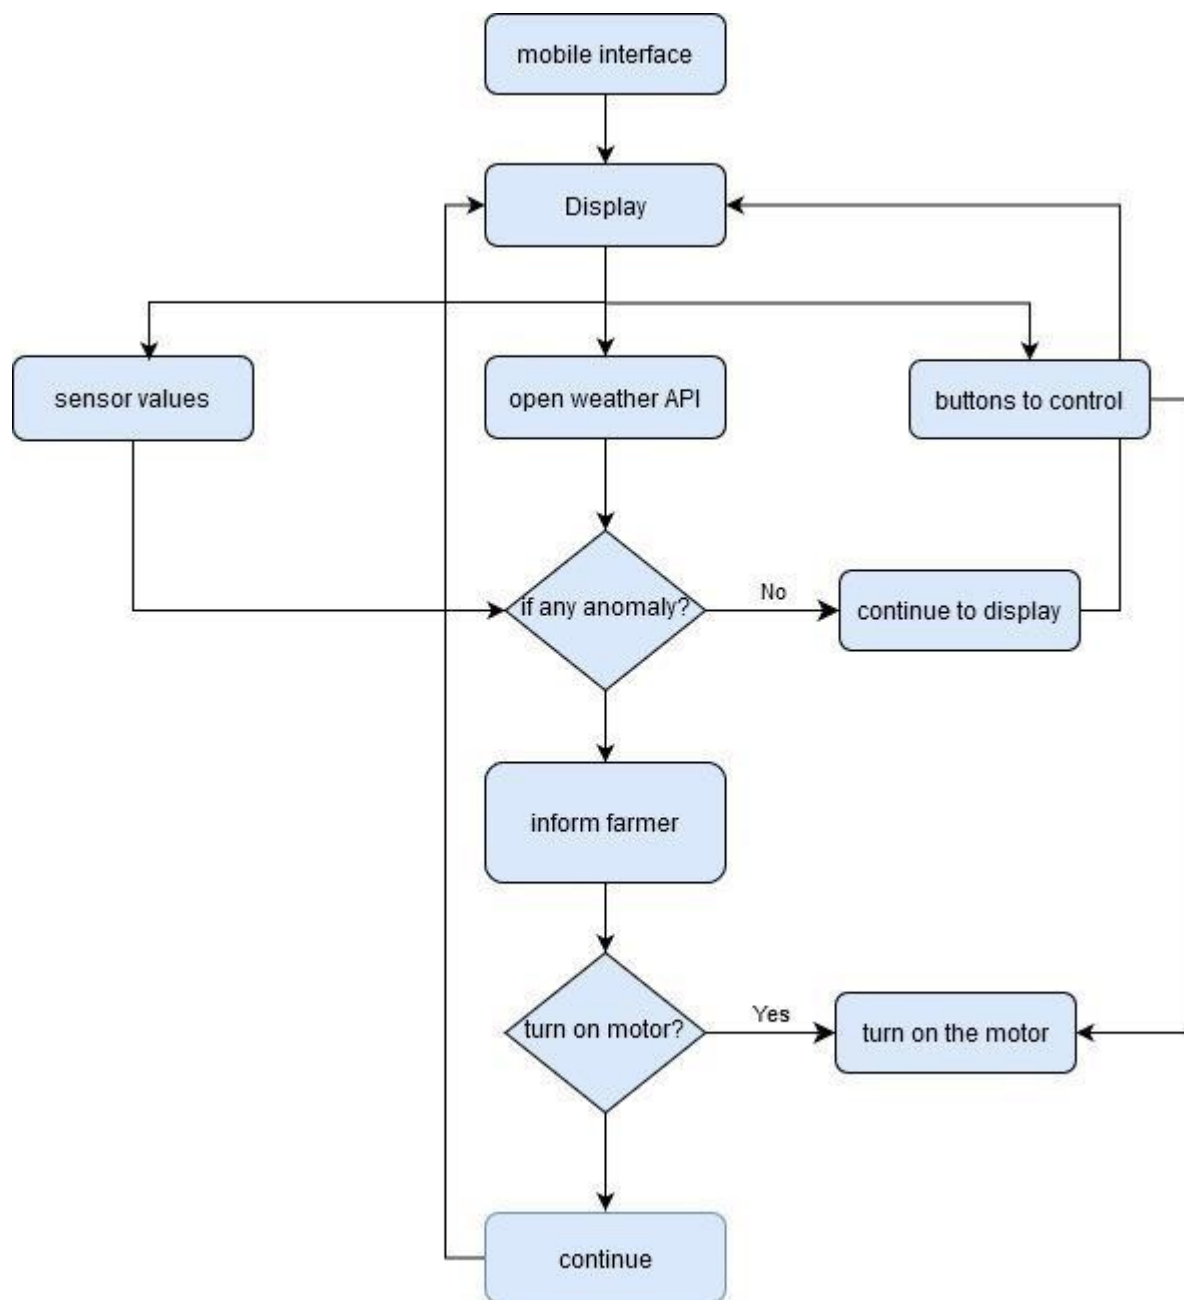 mobile interface
Display
sensor values
open weather API
buttons to control
if any anomaly?
No
continue to display
inform farmer
turn on motor?
Yes
turn on the motor
continue